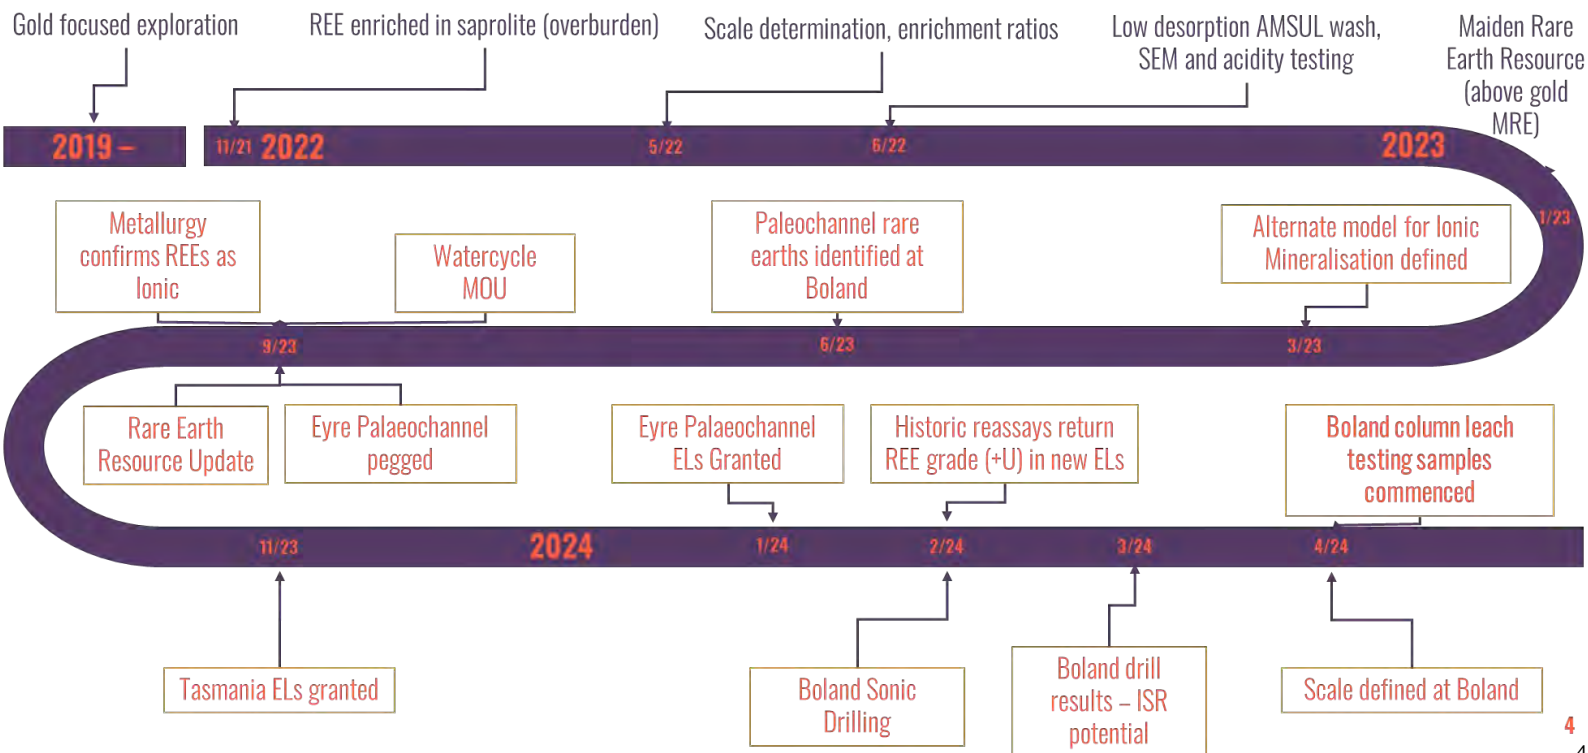 Gold focused exploration
REE enriched in saprolite (overburden)
Scale determination, enrichment ratios
Low desorption AMSUL wash,
SEM and acidity testing
Maiden Rare
Earth Resource
(above gold
MRE)
2019 –
11/21
2022
5/22
6/22
2023
1/23
Metallurgy
confirms REEs as
Ionic
Watercycle
MOU
Paleochannel rare
earths identified at
Boland
Alternate model for Ionic
Mineralisation defined
9/23
6/23
3/23
Rare Earth
Resource Update
Eyre Palaeochannel
pegged
Eyre Palaeochannel
ELs Granted
Historic reassays return
REE grade (+U) in new ELs
Boland column leach
testing samples
commenced
11/23
2024
1/24
2/24
3/24
4/24
Tasmania ELs granted
Boland Sonic
Drilling
Boland drill
results – ISR
potential
Scale defined at Boland
4
4